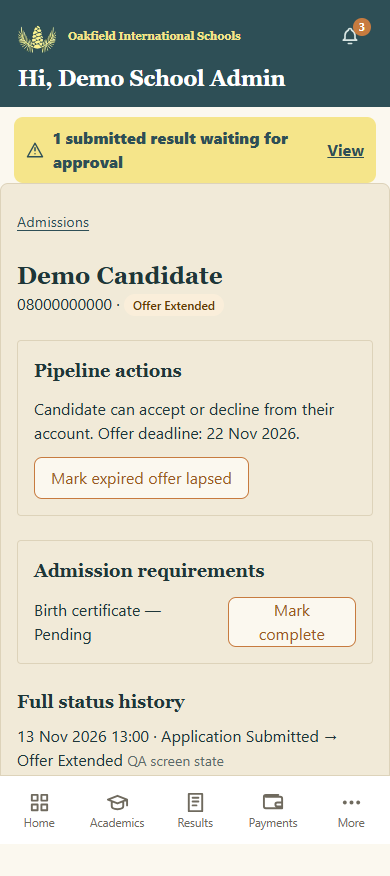 Oakfield International Schools
3
Hi, Demo School Admin
1 submitted result waiting for
approval
View
Admissions
Demo Candidate
08000000000 · Offer Extended
Pipeline actions
Candidate can accept or decline from their
account. Offer deadline: 22 Nov 2026.
Mark expired offer lapsed
Admission requirements
Birth certificate —
Pending
Mark
complete
Full status history
13 Nov 2026 13:00 · Application Submitted →
Offer Extended QA screen state
Home
Academics
Results
Payments
More